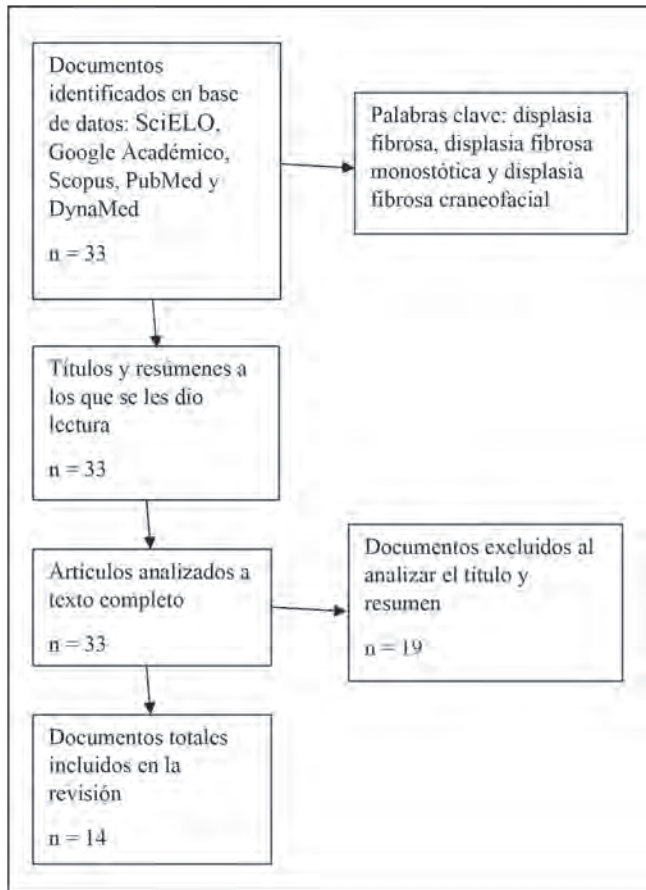 Documentos
identificados en base
de datos: SciELO,
Google Académico,
Scopus, PubMed y
DynaMed
n = 33
Palabras clave: displasia
fibrosa, displasia fibrosa
monostótica y displasia
fibrosa craneofacial
Títulos y resúmenes a
los que se les dio
lectura
n = 33
Artículos analizados a
texto completo
n = 33
Documentos excluidos al
analizar el título y
resumen
n = 19
Documentos totales
incluidos en la
revisión
n = 14